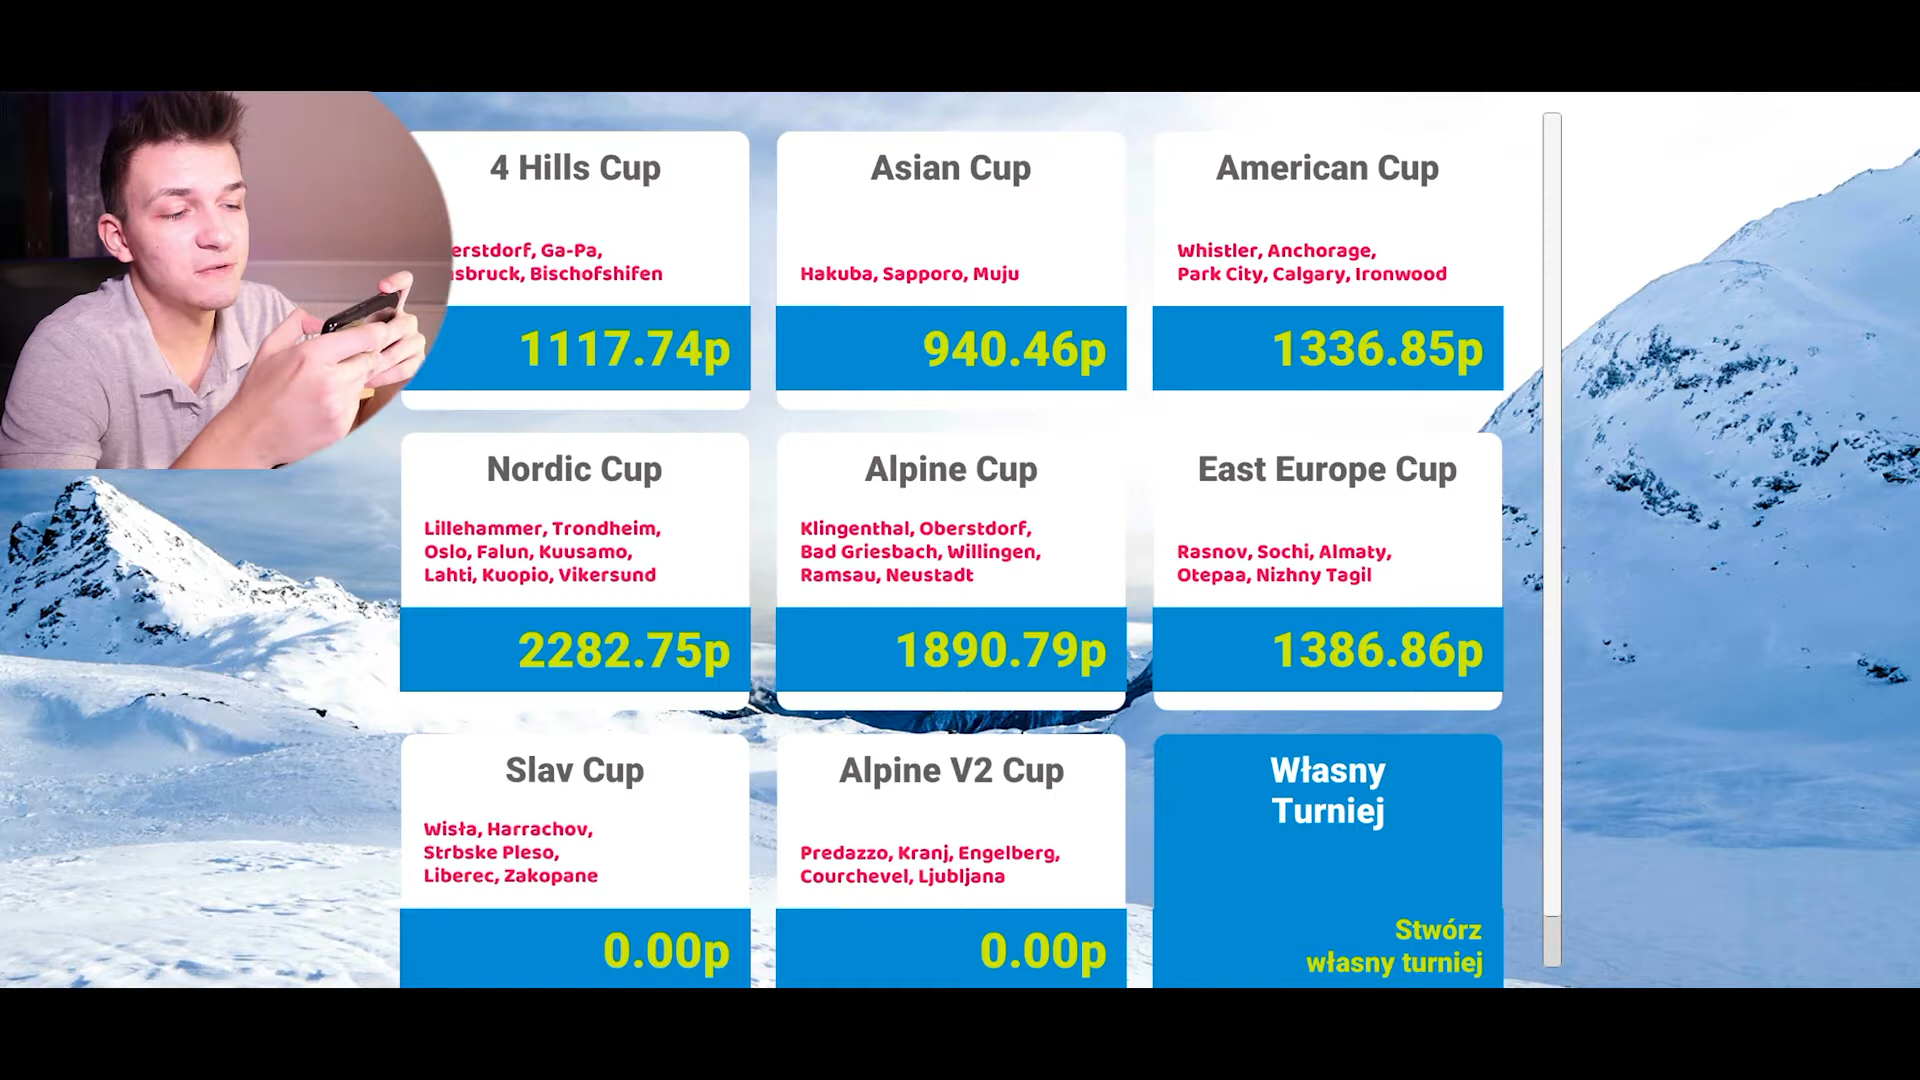 4 Hills Cup
Ga-Pa,
Bischofshifen
1117.74p
Asian Cup
Hakuba, Sapporo, Muju
940.46p
American Cup
Whistler, Anchorage,
Park City, Calgary, Ironwood
1336.85p
Nordic Cup
Lillehammer, Trondheim,
Oslo, Falun, Kuusamo,
Lahti, Kuopio, Vikersund
2282.75p
Alpine Cup
Klingenthal, Oberstdorf,
Bad Griesbach, Willingen,
Ramsau, Neustadt
1890.79p
East Europe Cup
Rasnov, Sochi, Almaty,
Otepaa, Nizhny Tagil
1386.86p
Slav Cup
Wisła, Harrachov,
Strbske Pleso,
Liberec, Zakopane
0.00p
Alpine V2 Cup
Predazzo, Kranj, Engelberg,
Courchevel, Ljubljana
0.00p
Własny
Turniej
Stwórz
własny turniej